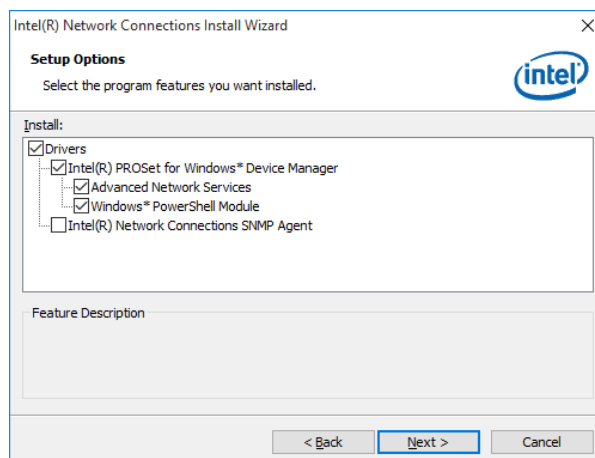 Intel(R) Network Connections Install Wizard
Setup Options
Select the program features you want installed.
intel
Install:
Drivers
Intel(R) PROSet for Windows* Device Manager
Advanced Network Services
Windows* PowerShell Module
Intel(R) Network Connections SNMP Agent
Feature Description
< Back
Next >
Cancel